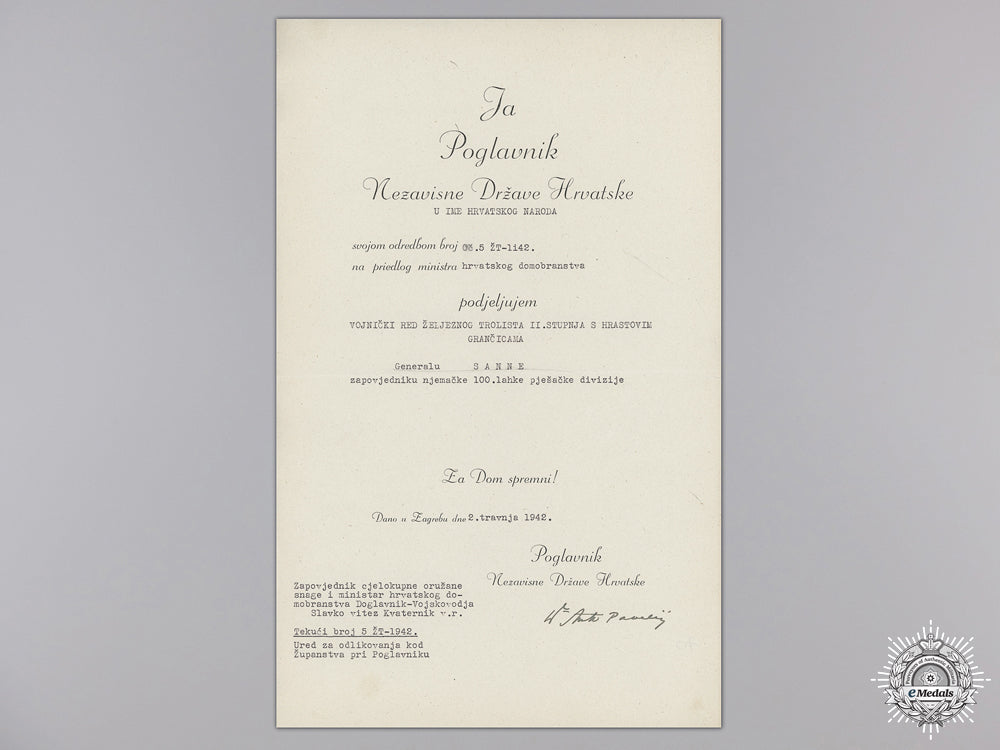 Ja
Poglavnik
Nezavisne Države Hrvatske
U IME HRVATSKOG NARODA
svojom odredbom broj .5 ŽT-1i42.
na priedlog ministra hrvatskog domobranstva
podjeljujem
VOJNIČKI RED ŽELJEZNOG TROLISTA II.STUPNJA S HRASTOVIM
GRANČICAMA
Generalu S A N N E
zapovjedniku njemačke 100.lahke pješačke divizije
Za Dom spremni!
Dano u Zagrebu dne 2.travnja 1942.
Poglavnik
Nezavisne Države Hrvatske
Zapovjednik cjelokupne oružane
snage i ministar hrvatskog do-
mobranstva Doglavnik-Vojskovodja
Slavko vitez Kvaternik v.r.
Tekući broj 5 ŽT-1942.
Ured za odlikovanja kod
Županstva pri Poglavniku
eMedals